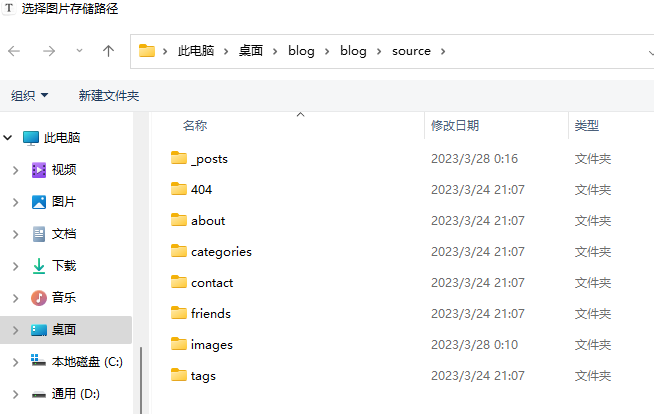 T 选择图片存储路径
此电脑 > 桌面 > blog > blog > source >
组织 新建文件夹
名称 修改日期 类型
此电脑
视频
图片
文档
下载
音乐
桌面
本地磁盘 (C:)
通用 (D:)
_posts 2023/3/28 0:16 文件夹
404 2023/3/24 21:07 文件夹
about 2023/3/24 21:07 文件夹
categories 2023/3/24 21:07 文件夹
contact 2023/3/24 21:07 文件夹
friends 2023/3/24 21:07 文件夹
images 2023/3/28 0:10 文件夹
tags 2023/3/24 21:07 文件夹